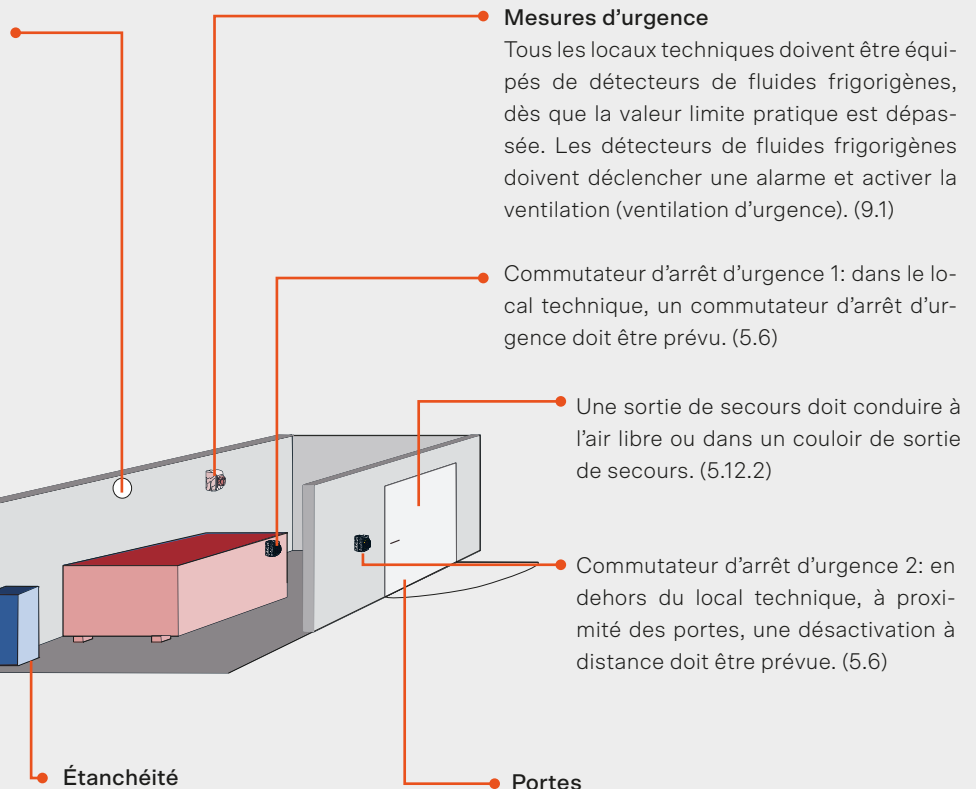 Mesures d’urgence
Tous les locaux techniques doivent être équi-
pés de détecteurs de fluides frigorigènes,
dès que la valeur limite pratique est dépas-
sée. Les détecteurs de fluides frigorigènes
doivent déclencher une alarme et activer la
ventilation (ventilation d’urgence). (9.1)
Commutateur d’arrêt d’urgence 1: dans le lo-
cal technique, un commutateur d’arrêt d’ur-
gence doit être prévu. (5.6)
Une sortie de secours doit conduire à
l’air libre ou dans un couloir de sortie
de secours. (5.12.2)
Commutateur d’arrêt d’urgence 2: en
dehors du local technique, à proxi-
mité des portes, une désactivation à
distance doit être prévue. (5.6)
Étanchéité
Portes